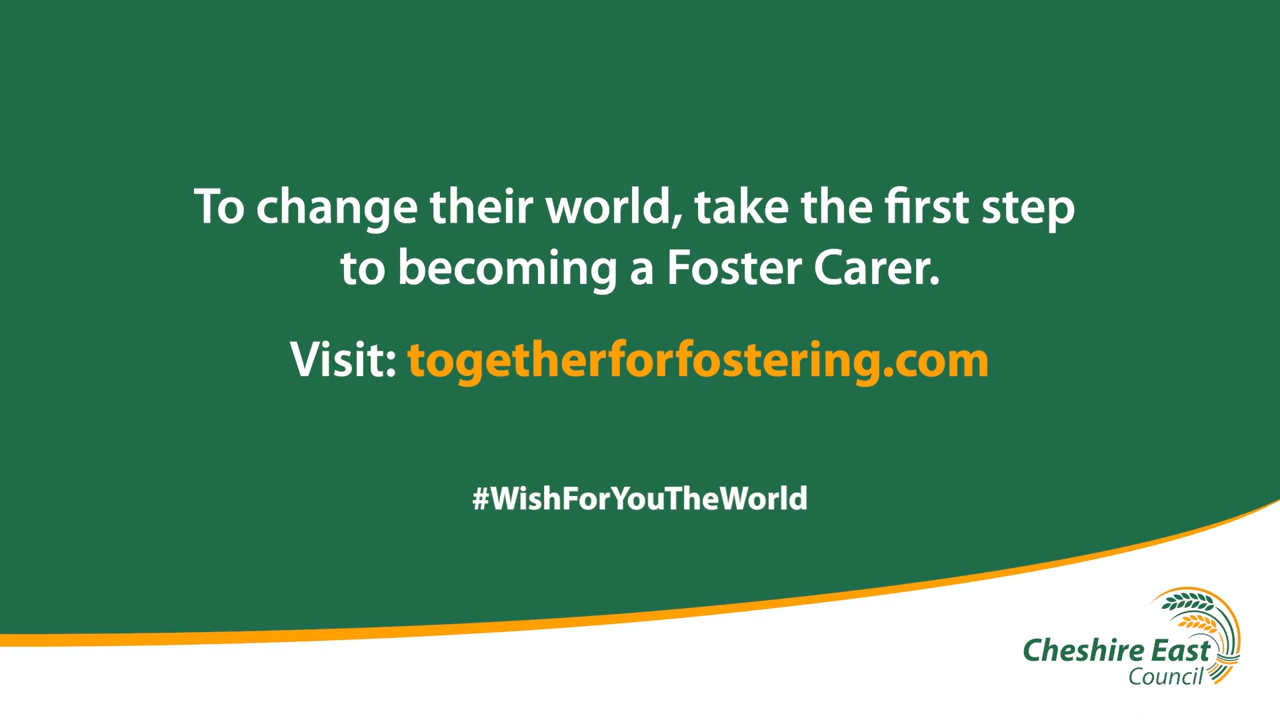 To change their world, take the first step
to becoming a Foster Carer.
Visit: togetherforfostering.com
#WishForYouTheWorld
Cheshire East
Council